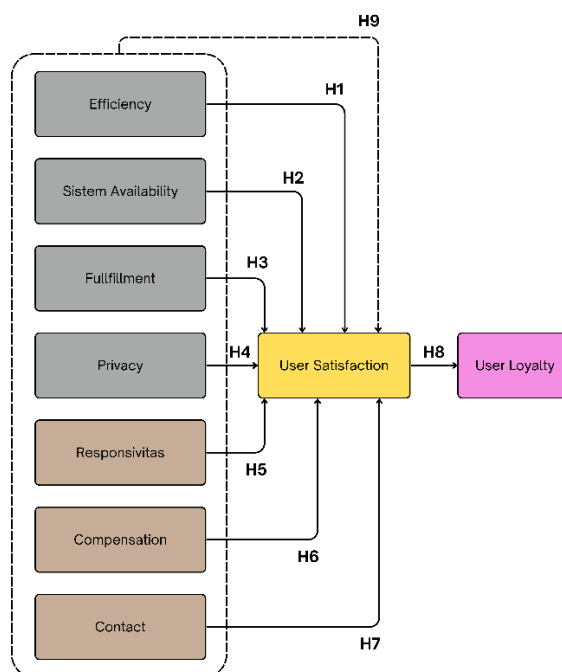 H9
Efficiency
H1
Sistem Availability
H2
Fullfillment
H3
Privacy
H4
User Satisfaction
H8
User Loyalty
Responsivitas
H5
Compensation
H6
Contact
H7